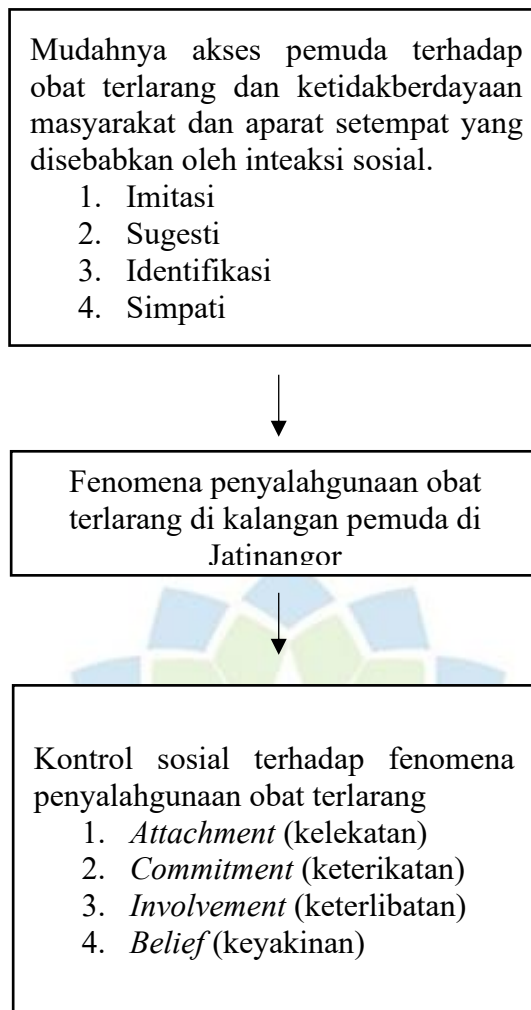 Mudahnya akses pemuda terhadap
obat terlarang dan ketidakberdayaan
masyarakat dan aparat setempat yang
disebabkan oleh inteaksi sosial.
1. Imitasi
2. Sugesti
3. Identifikasi
4. Simpati
Fenomena penyalahgunaan obat
terlarang di kalangan pemuda di
Jatinangor
Kontrol sosial terhadap fenomena
penyalahgunaan obat terlarang
1. Attachment (kelekatan)
2. Commitment (keterikatan)
3. Involvement (keterlibatan)
4. Belief (keyakinan)